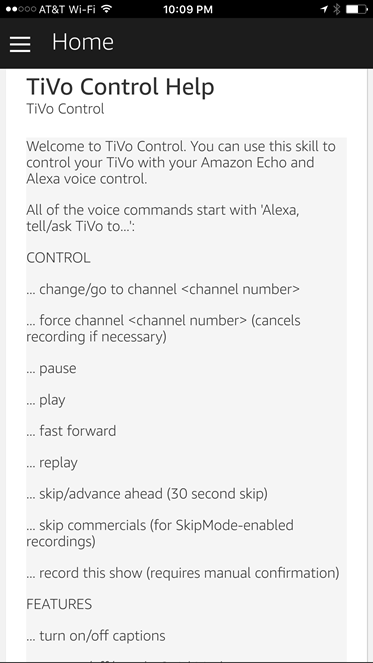 AT&T Wi-Fi 10:09 PM
Home
TiVo Control Help
TiVo Control
Welcome to TiVo Control. You can use this skill to
control your TiVo with your Amazon Echo and
Alexa voice control.
All of the voice commands start with 'Alexa,
tell/ask TiVo to...':
CONTROL
... change/go to channel <channel number>
... force channel <channel number> (cancels
recording if necessary)
... pause
... play
... fast forward
... replay
... skip/advance ahead (30 second skip)
... skip commercials (for SkipMode-enabled
recordings)
... record this show (requires manual confirmation)
FEATURES
... turn on/off captions